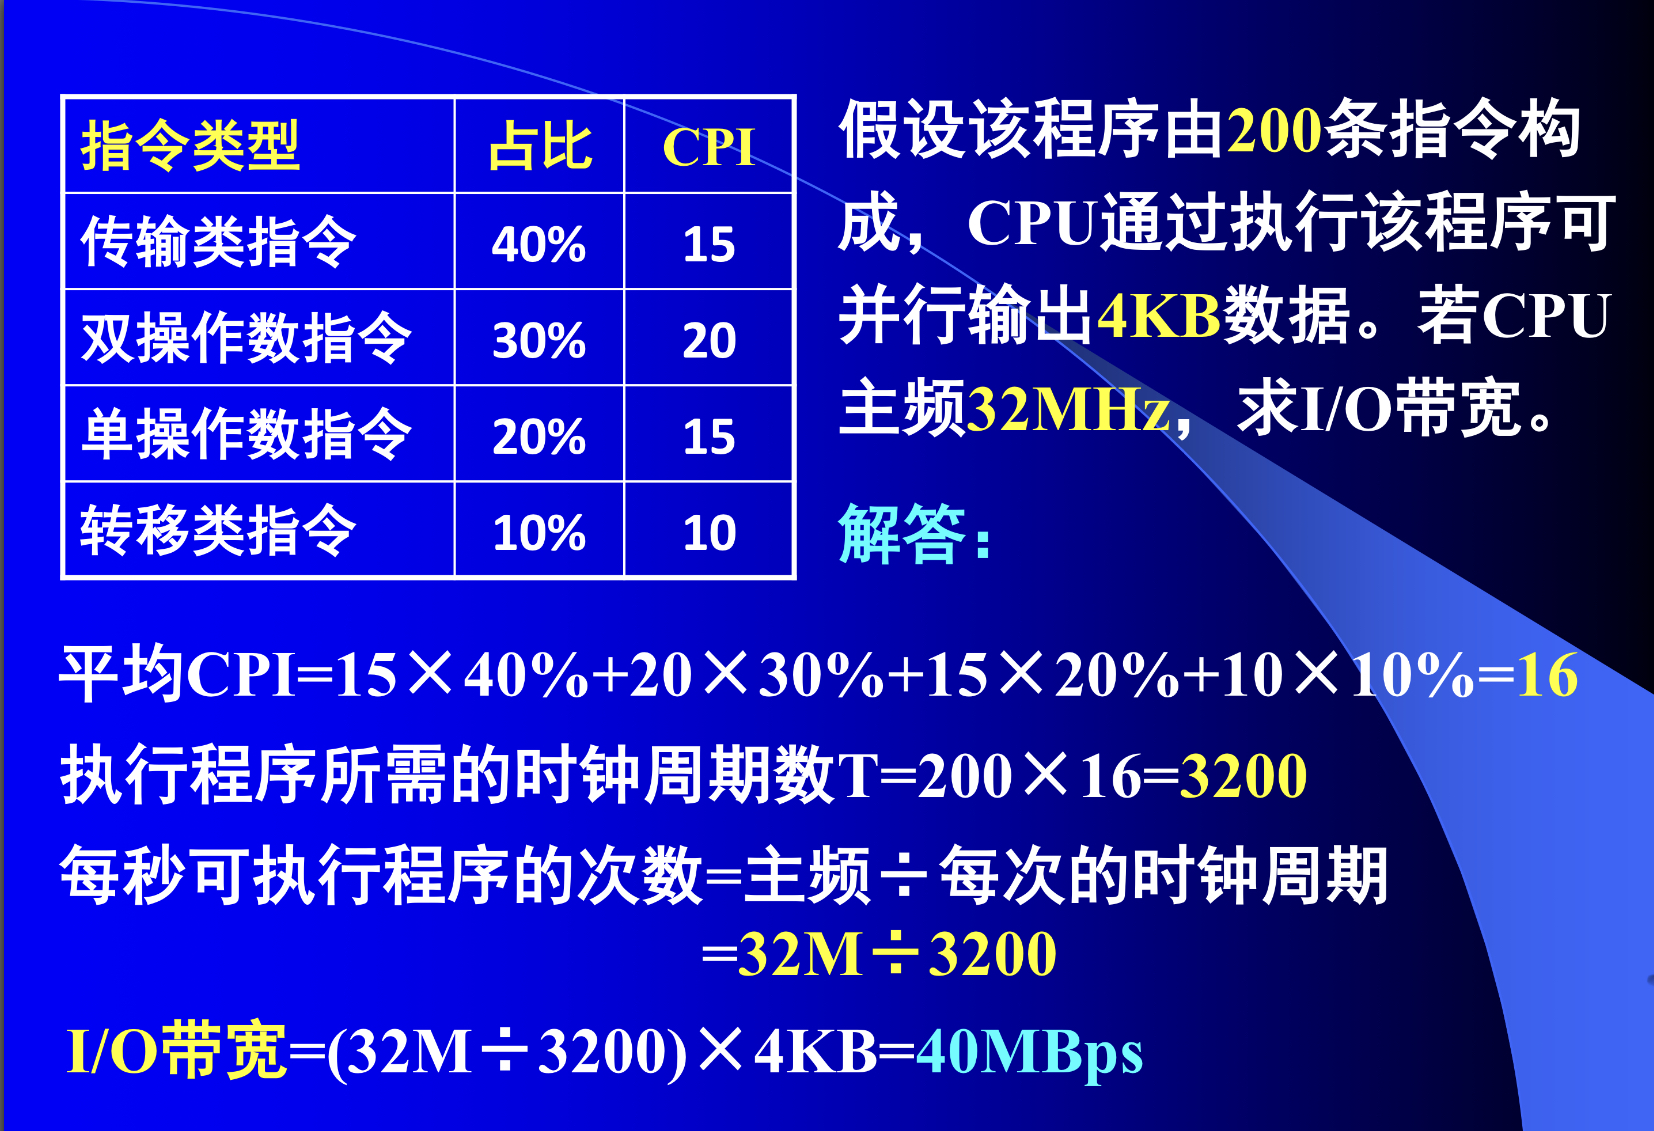 指令类型 占比 CPI
传输类指令 40% 15
双操作数指令 30% 20
单操作数指令 20% 15
转移类指令 10% 10
假设该程序由200条指令构
成，CPU通过执行该程序可
并行输出4KB数据。若CPU
主频32MHz，求I/O带宽。
解答：
平均CPI=15×40%+20×30%+15×20%+10×10%=16
执行程序所需的时钟周期数T=200×16=3200
每秒可执行程序的次数=主频÷每次的时钟周期
=32M÷3200
I/O带宽=(32M÷3200)×4KB=40MBps